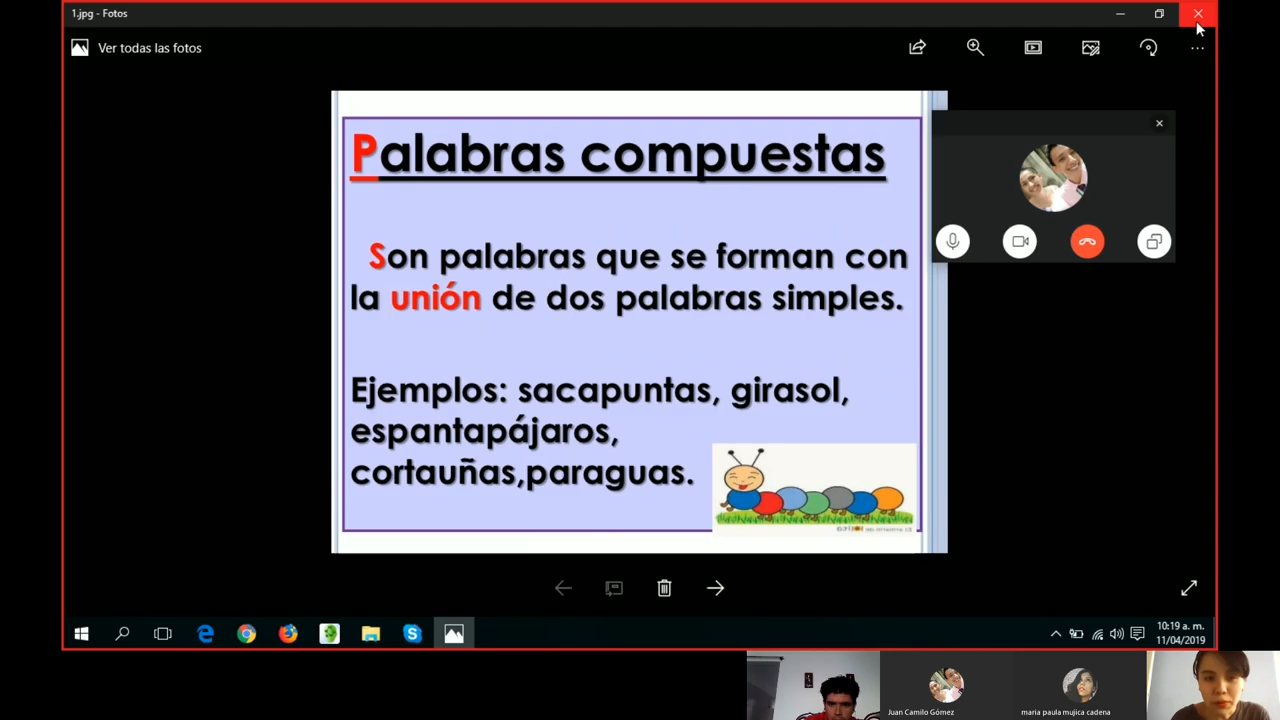 1.jpg - Fotos
Ver todas las fotos
Palabras compuestas
Son palabras que se forman con
la unión de dos palabras simples.
Ejemplos: sacapuntas, girasol,
espantapájaros,
cortauñas,paraguas.
10:19 a. m.
11/04/2019
Juan Camilo Gómez
maria paula mujica cadena